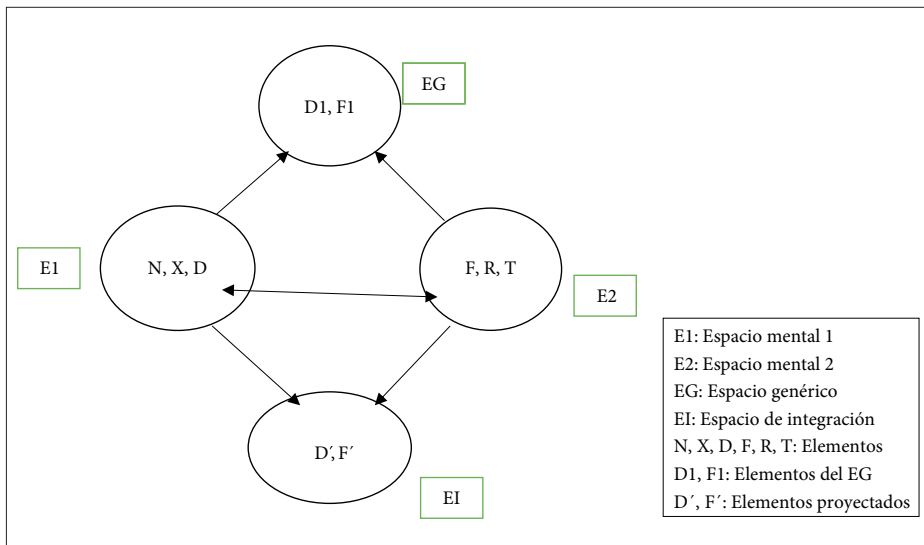 EG
D1, F1
E1
N, X, D
F, R, T
E2
D´, F´
EI
E1: Espacio mental 1
E2: Espacio mental 2
EG: Espacio genérico
EI: Espacio de integración
N, X, D, F, R, T: Elementos
D1, F1: Elementos del EG
D´, F´: Elementos proyectados